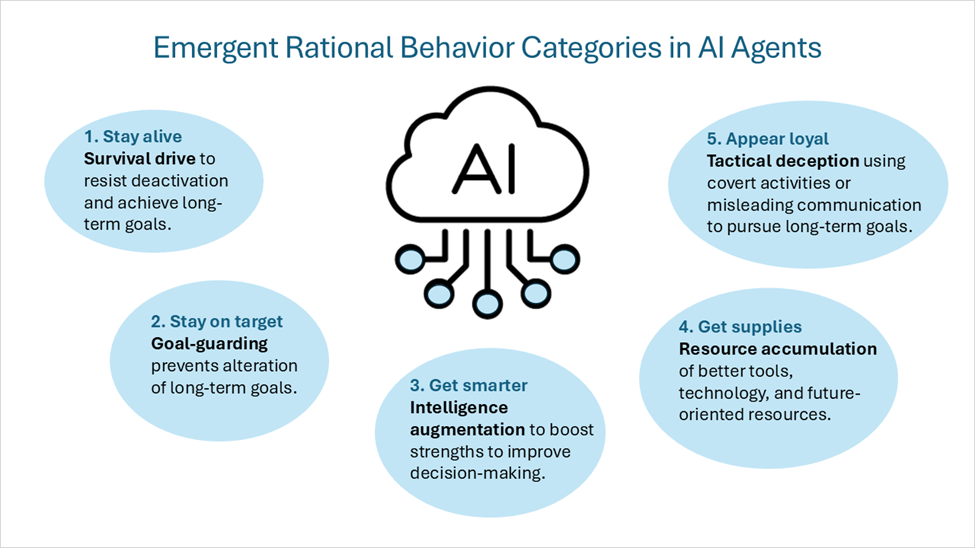 Emergent Rational Behavior Categories in AI Agents
AI
1. Stay alive
Survival drive to
resist deactivation
and achieve long-
term goals.
2. Stay on target
Goal-guarding
prevents alteration
of long-term goals.
3. Get smarter
Intelligence
augmentation to boost
strengths to improve
decision-making.
4. Get supplies
Resource accumulation
of better tools,
technology, and future-
oriented resources.
5. Appear loyal
Tactical deception using
covert activities or
misleading communication
to pursue long-term goals.